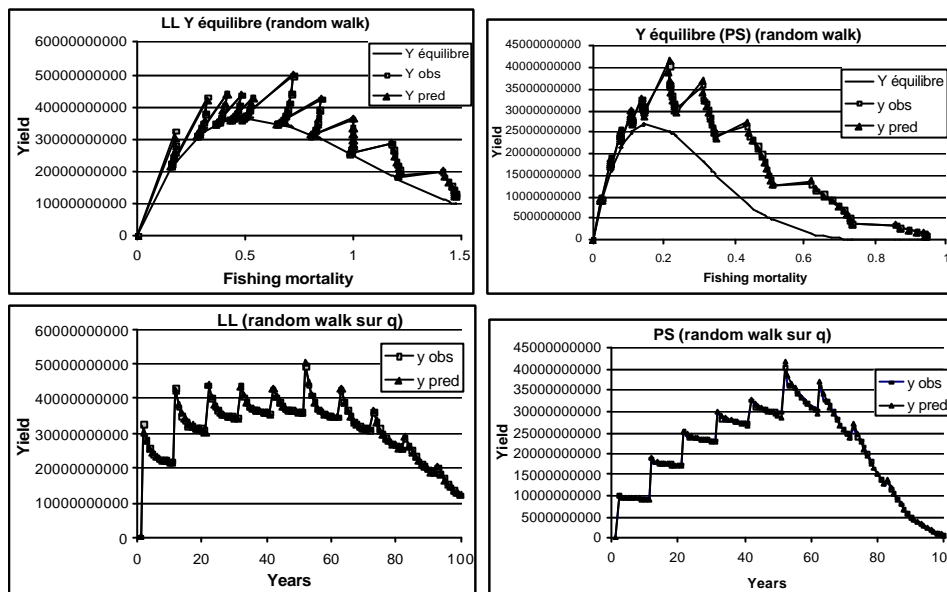 LL Y équilibre (random walk)
60000000000
50000000000
40000000000
30000000000
20000000000
10000000000
0
Yield
Y équilibre
Y obs
Y pred
0
0.5
1
1.5
Fishing mortality
Y équilibre (PS) (random walk)
45000000000
40000000000
35000000000
30000000000
25000000000
20000000000
15000000000
10000000000
5000000000
0
Yield
Y équilibre
y obs
y pred
0
0.2
0.4
0.6
0.8
1
Fishing mortality
LL (random walk sur q)
60000000000
50000000000
40000000000
30000000000
20000000000
10000000000
0
Yield
y obs
y pred
0
20
40
60
80
100
Years
PS (random walk sur q)
45000000000
40000000000
35000000000
30000000000
25000000000
20000000000
15000000000
10000000000
5000000000
0
Yield
y obs
y pred
0
20
40
60
80
100
Years